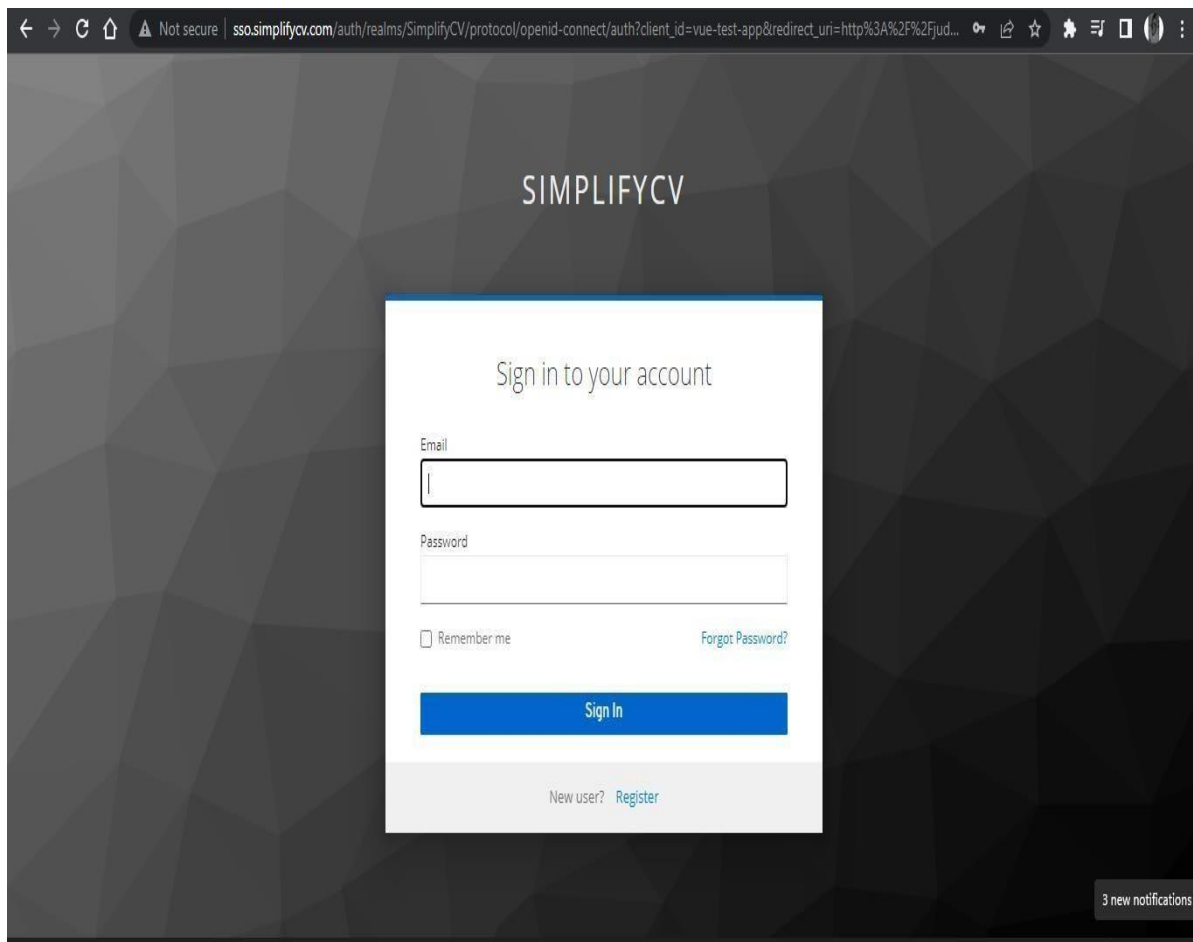 Not secure | sso.simplifycv.com/auth/realms/SimplifyCV/protocol/openid-connect/auth?client_id=vue-test-app&redirect_uri=http%3A%2F%2Fjud...
SIMPLIFYCV
Sign in to your account
Email
Password
Remember me Forgot Password?
Sign In
New user? Register
3 new notifications